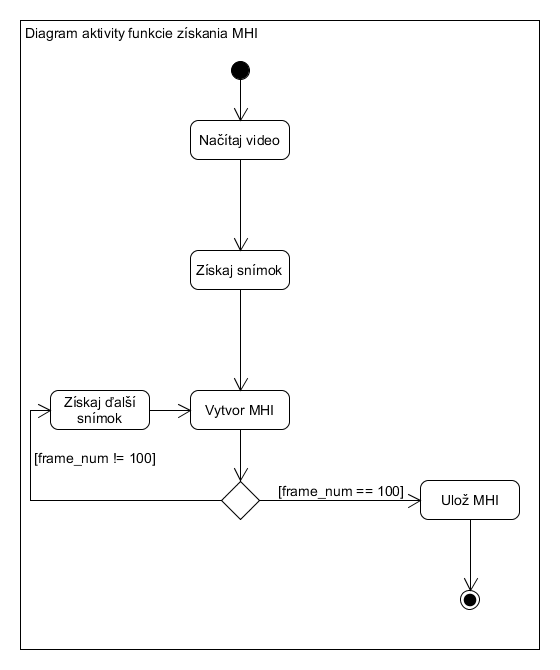 Diagram aktivity funkcie získania MHI
Načítaj video
Získaj snímok
Získaj ďalší
snímok
Vytvor MHI
[frame_num != 100]
[frame_num == 100]
Ulož MHI